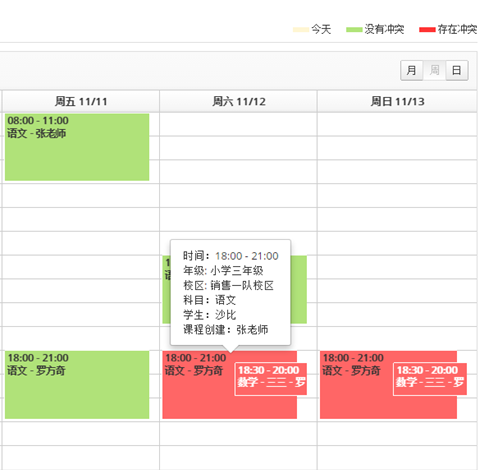 今天 没有冲突 存在冲突
月 周 日
周五 11/11 周六 11/12 周日 11/13
08:00 - 11:00
语文 - 张老师
时间：18:00 - 21:00
年级：小学三年级
校区：销售一队校区
科目：语文
学生：沙比
课程创建：张老师
18:00 - 21:00
语文 - 罗方奇
18:00 - 21:00
语文 - 罗方奇
18:30 - 20:00
数学 - 三三 - 罗
18:00 - 21:00
语文 - 罗方奇
18:30 - 20:00
数学 - 三三 - 罗